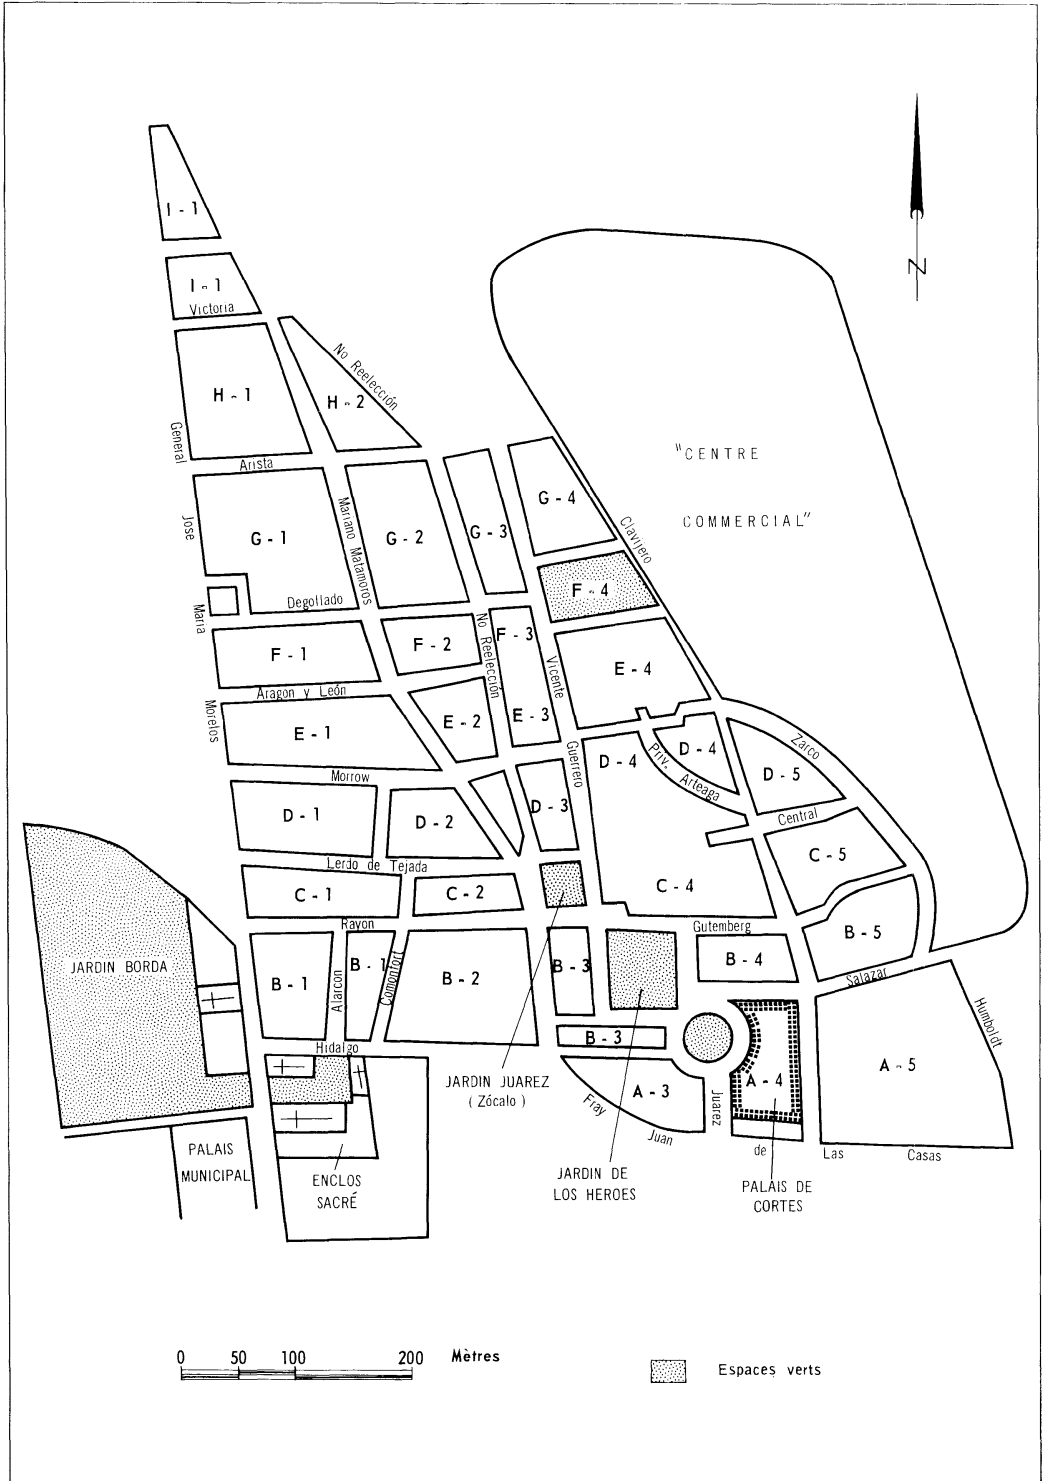 I - 1
I - 1
Victoria
No Reelección
H - 1
H - 2
General
Arista
"CENTRE
COMMERCIAL"
Jose
G - 1
Mariano Matamoros
G - 2
G - 3
G - 4
Clavijero
F - 4
Maria
Degollado
F - 1
F - 2
No Reelección
F - 3
Vicente
E - 4
Aragon y León
Morelos
E - 1
E - 2
E - 3
Guerrero
Morrow
D - 4
Priv.
Arteaga
D - 4
Zarco
D - 5
D - 1
D - 2
D - 3
Central
Lerdo de Tejada
C - 1
C - 2
C - 4
C - 5
Rayon
Gutemberg
JARDIN BORDA
B - 1
Alarcon
B - 1
Comonfort
B - 2
B - 3
B - 4
B - 5
Salazar
Humboldt
Hidalgo
B - 3
A - 3
A - 4
A - 5
JARDIN JUAREZ
( Zócalo )
Fray
Juan
Juarez
de
Las
Casas
PALAIS
MUNICIPAL
ENCLOS
SACRÉ
JARDIN DE
LOS HEROES
PALAIS DE
CORTES
N
0 50 100 200 Mètres
Espaces verts